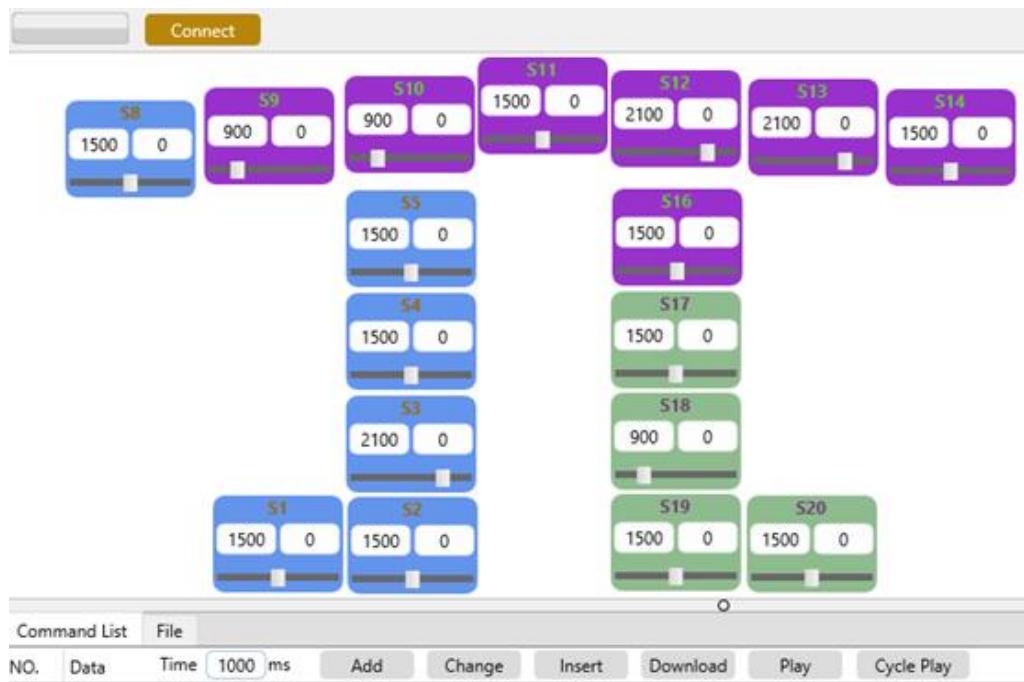 Connect
S8
1500 0
S9
900 0
S10
900 0
S11
1500 0
S12
2100 0
S13
2100 0
S14
1500 0
S5
1500 0
S16
1500 0
S4
1500 0
S17
1500 0
S3
2100 0
S18
900 0
S1
1500 0
S2
1500 0
S19
1500 0
S20
1500 0
Command List File
NO. Data Time 1000 ms Add Change Insert Download Play Cycle Play